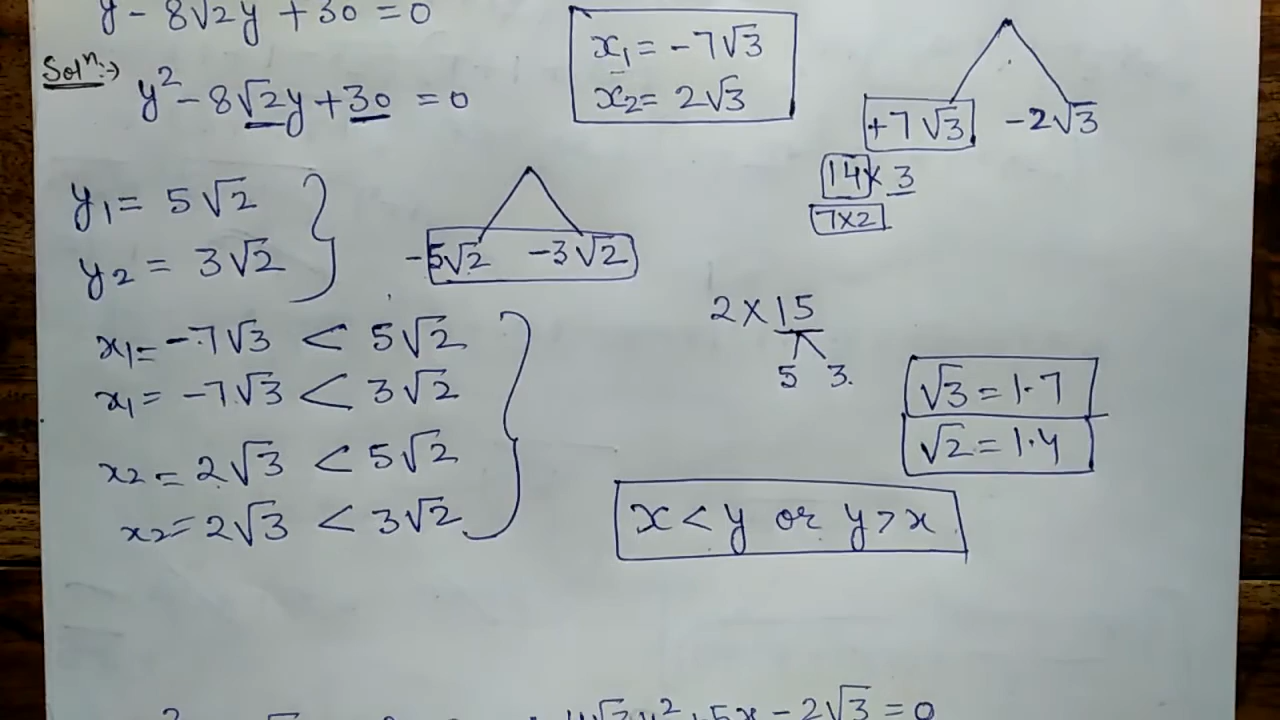 y - 8√2y + 30 = 0
Solⁿ:→
y² - 8√2y + 30 = 0
x₁ = -7√3
x₂ = 2√3
+7√3 -2√3
14 × 3
7×2
y₁ = 5√2
y₂ = 3√2
-5√2 -3√2
2 × 15
5 3.
x₁ = -7√3 < 5√2
x₁ = -7√3 < 3√2
x₂ = 2√3 < 5√2
x₂ = 2√3 < 3√2
√3 = 1.7
√2 = 1.4
x < y or y > x
+5x - 2√3 = 0